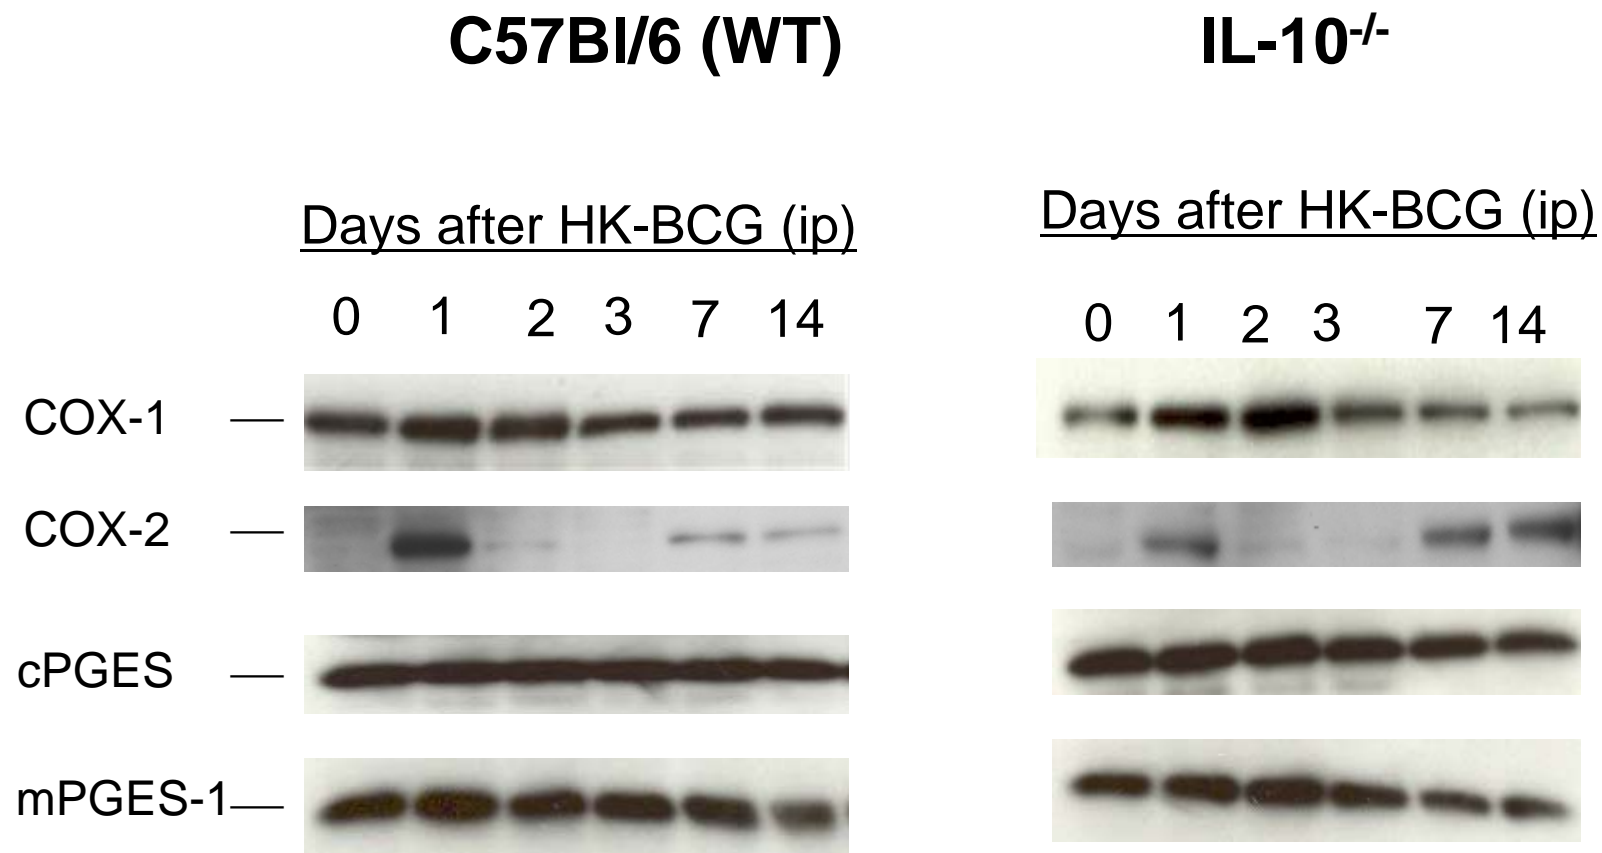 C57Bl/6 (WT)
IL-10-/-
Days after HK-BCG (ip)
Days after HK-BCG (ip)
0 1 2 3 7 14
0 1 2 3 7 14
COX-1
COX-2
cPGES
mPGES-1